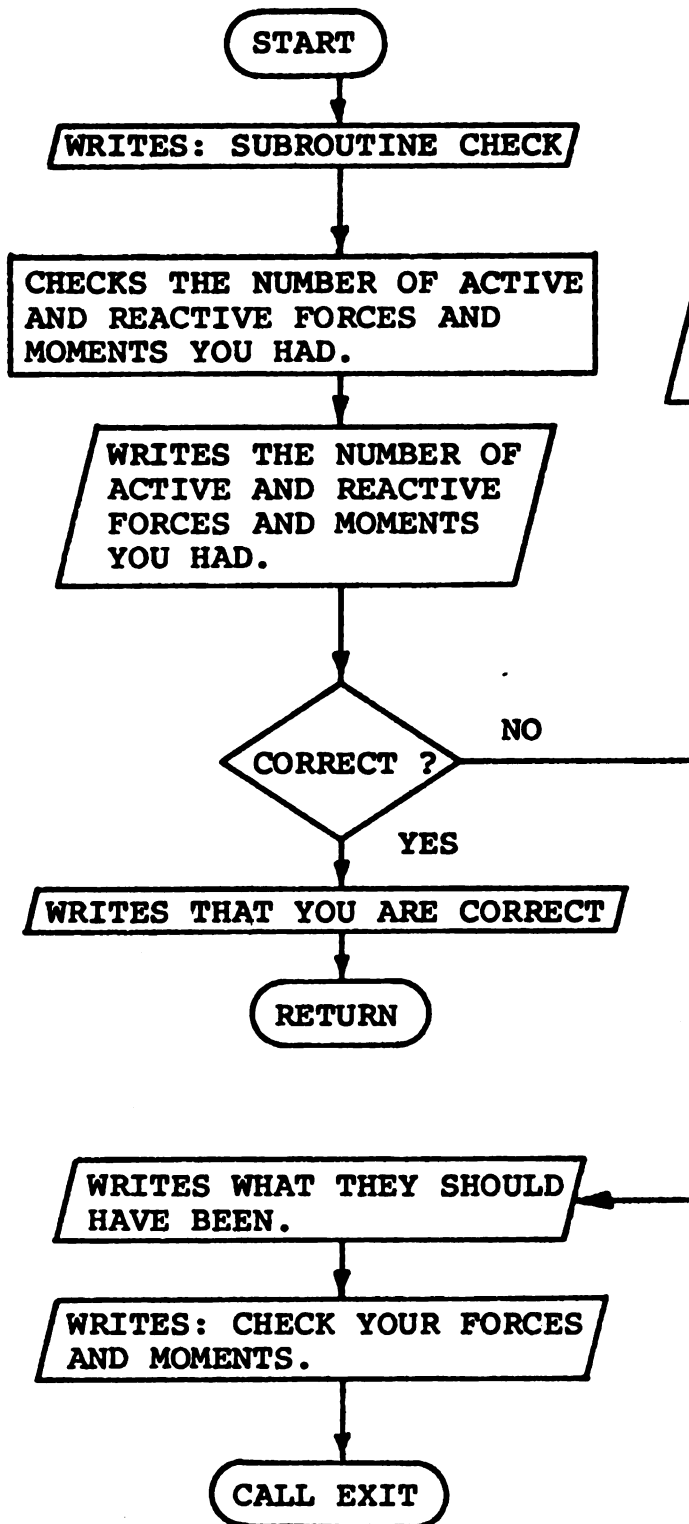 START
WRITES: SUBROUTINE CHECK
CHECKS THE NUMBER OF ACTIVE
AND REACTIVE FORCES AND
MOMENTS YOU HAD.
WRITES THE NUMBER OF
ACTIVE AND REACTIVE
FORCES AND MOMENTS
YOU HAD.
CORRECT ?
NO
YES
WRITES THAT YOU ARE CORRECT
RETURN
WRITES WHAT THEY SHOULD
HAVE BEEN.
WRITES: CHECK YOUR FORCES
AND MOMENTS.
CALL EXIT